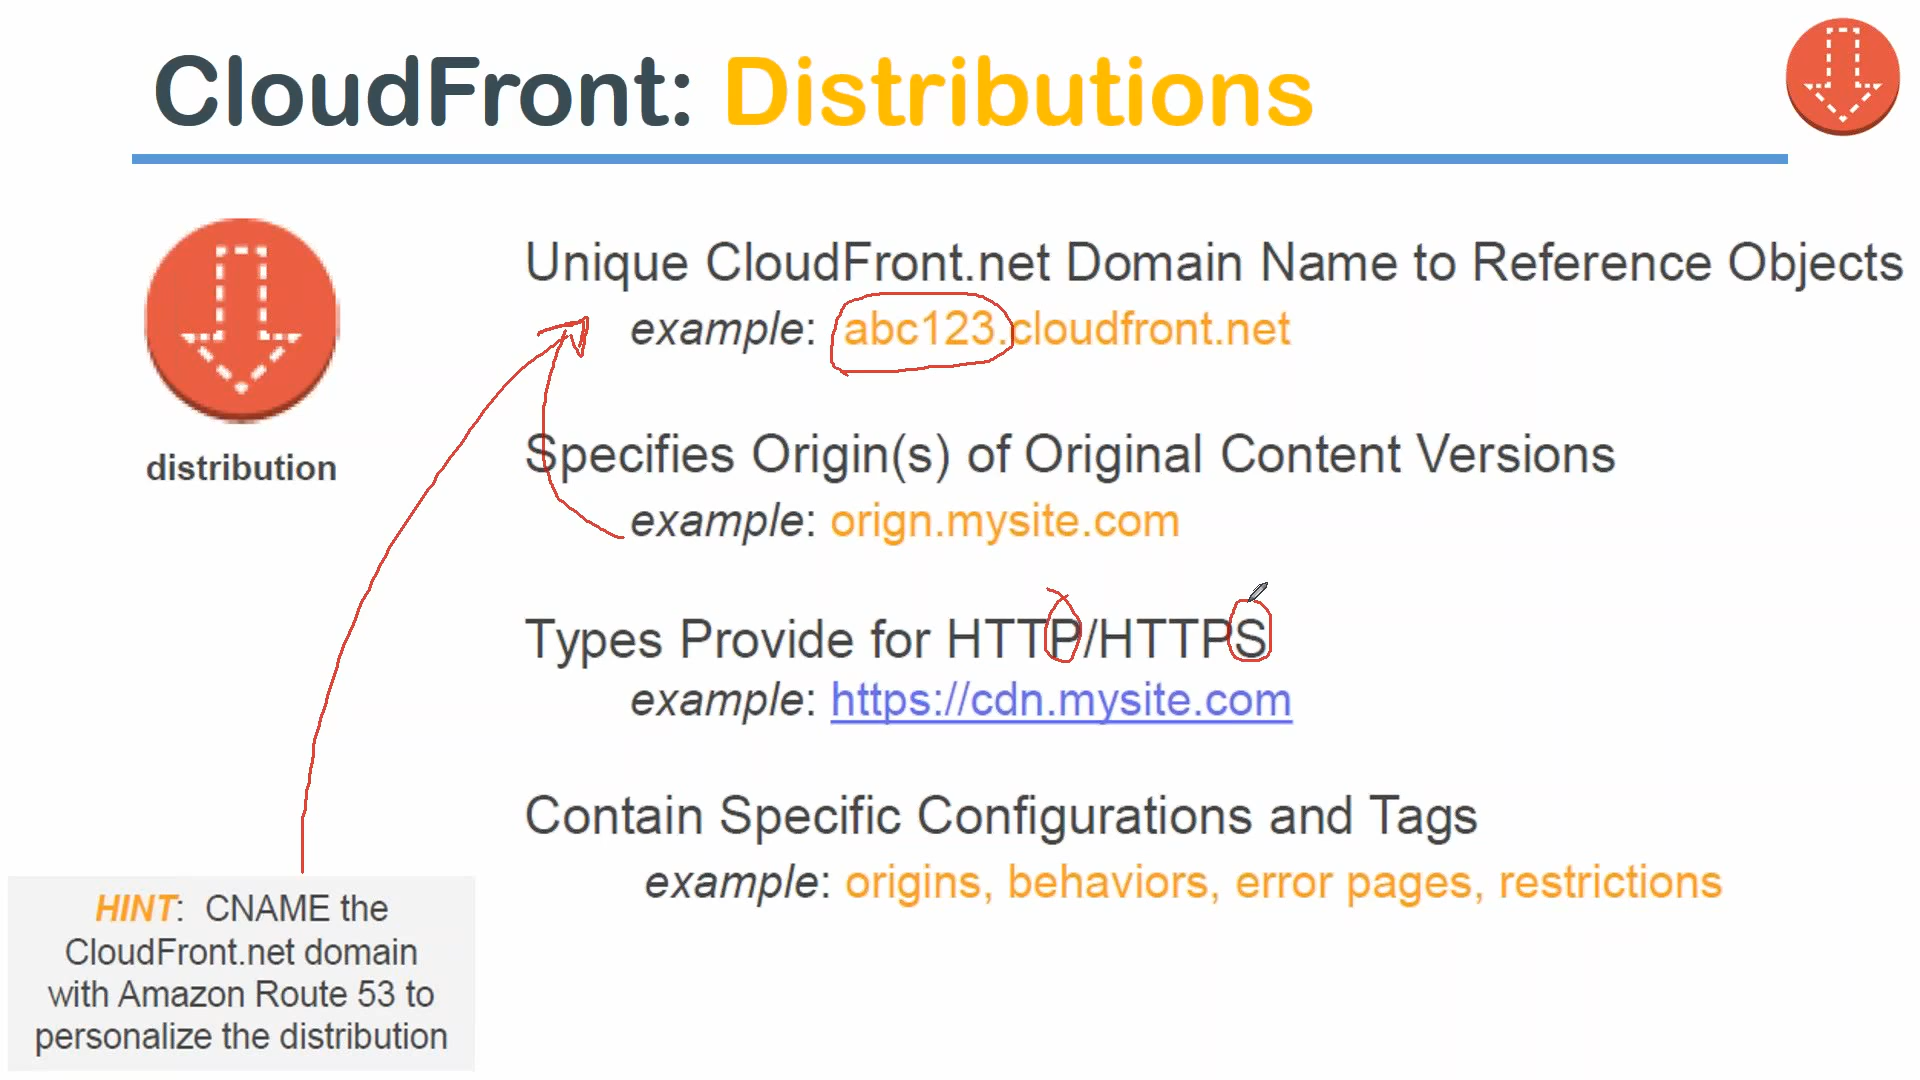 CloudFront: Distributions
distribution
Unique CloudFront.net Domain Name to Reference Objects
example: abc123.cloudfront.net
Specifies Origin(s) of Original Content Versions
example: orign.mysite.com
Types Provide for HTTP/HTTPS
example: https://cdn.mysite.com
Contain Specific Configurations and Tags
example: origins, behaviors, error pages, restrictions
HINT: CNAME the
CloudFront.net domain
with Amazon Route 53 to
personalize the distribution